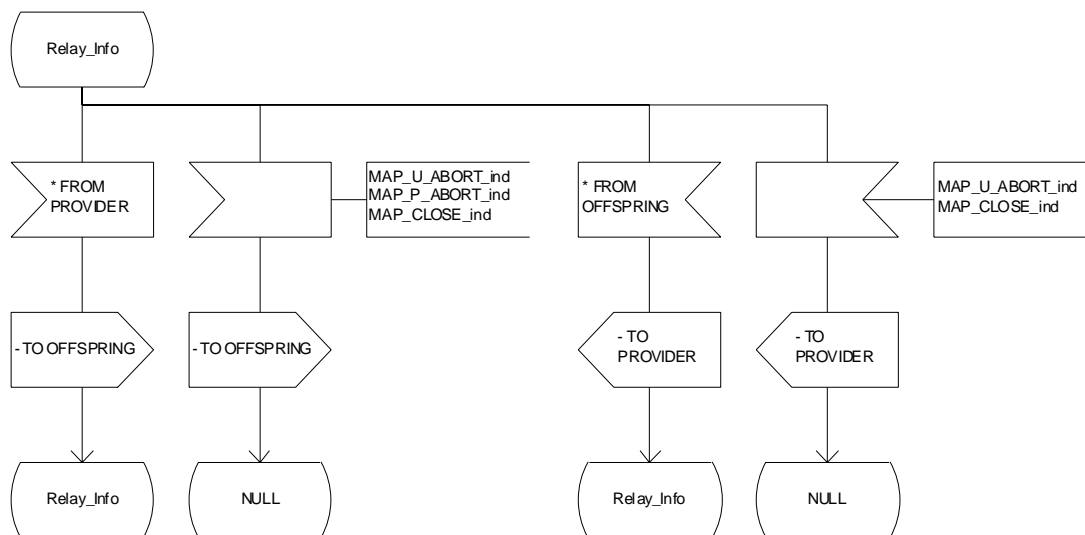 Relay_Info
* FROM
PROVIDER
MAP_U_ABORT_ind
MAP_P_ABORT_ind
MAP_CLOSE_ind
* FROM
OFFSPRING
MAP_U_ABORT_ind
MAP_CLOSE_ind
- TO OFFSPRING
- TO OFFSPRING
- TO
PROVIDER
- TO
PROVIDER
Relay_Info
NULL
Relay_Info
NULL